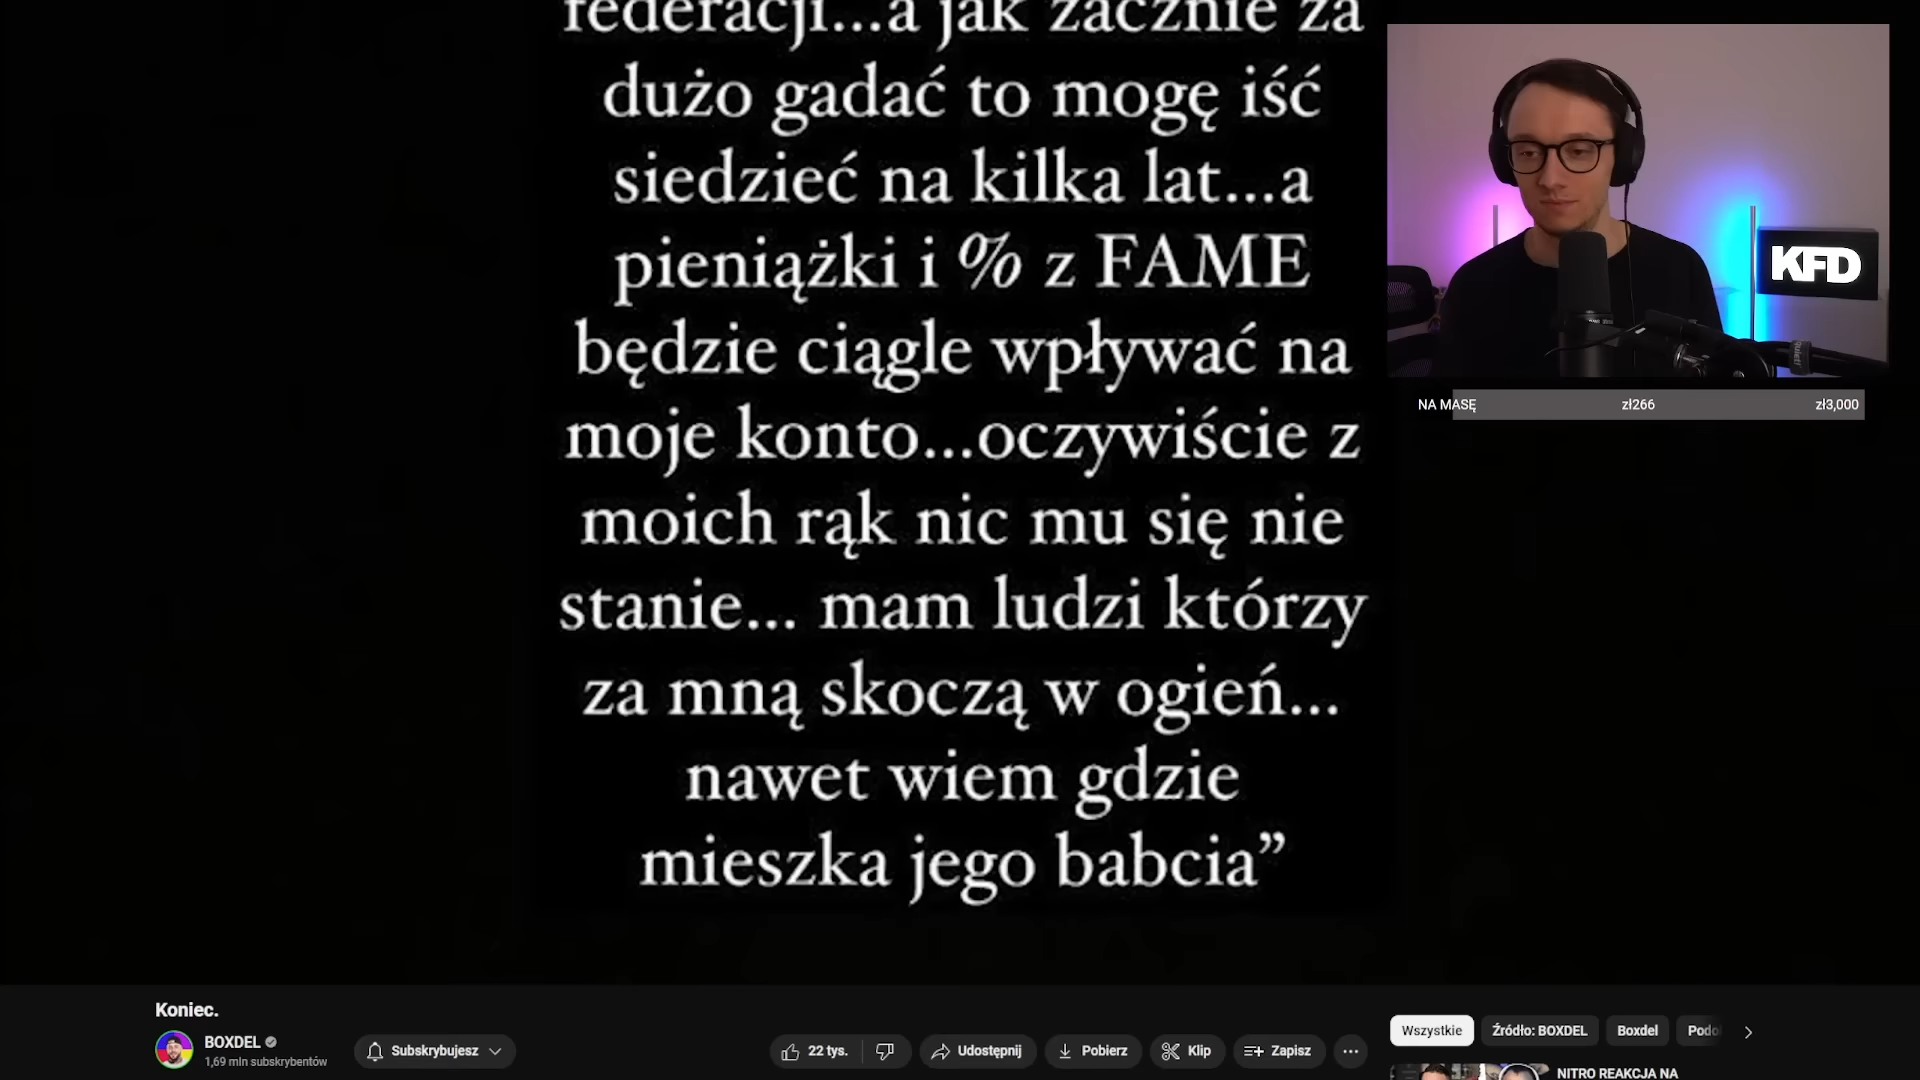 federacji...a jak zacznie za
dużo gadać to mogę iść
siedzieć na kilka lat...a
pieniążki i % z FAME
będzie ciągle wpływać na
moje konto...oczywiście z
moich rąk nic mu się nie
stanie... mam ludzi którzy
za mną skoczą w ogień...
nawet wiem gdzie
mieszka jego babcia”
KFD
NA MASĘ zł266 zł3,000
Koniec.
BOXDEL
1,69 mln subskrybentów
Subskrybujesz
22 tys.
Udostępnij
Pobierz
Klip
Zapisz
Wszystkie
Źródło: BOXDEL
Boxdel
NITRO REAKCJA NA